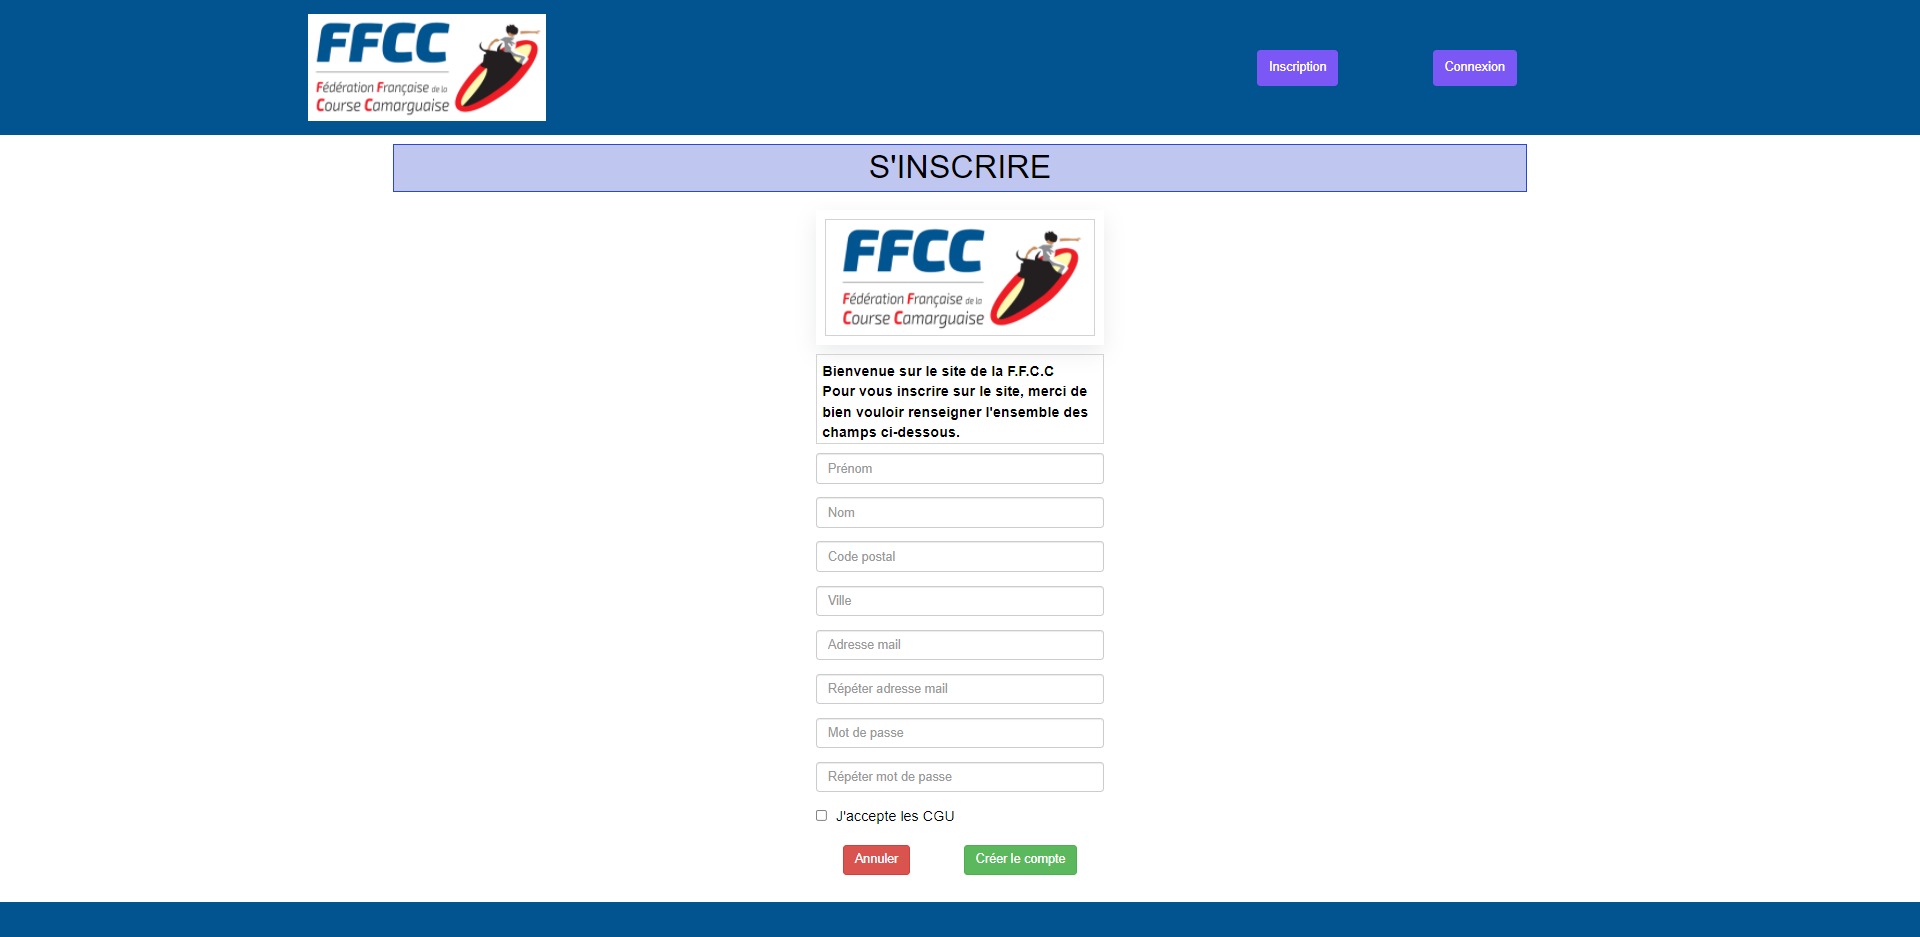 FFCC
Fédération Française de la
Course Camarguaise
Inscription
Connexion
S'INSCRIRE
FFCC
Fédération Française de la
Course Camarguaise
Bienvenue sur le site de la F.F.C.C
Pour vous inscrire sur le site, merci de
bien vouloir renseigner l'ensemble des
champs ci-dessous.
Prénom
Nom
Code postal
Ville
Adresse mail
Répéter adresse mail
Mot de passe
Répéter mot de passe
J'accepte les CGU
Annuler
Créer le compte